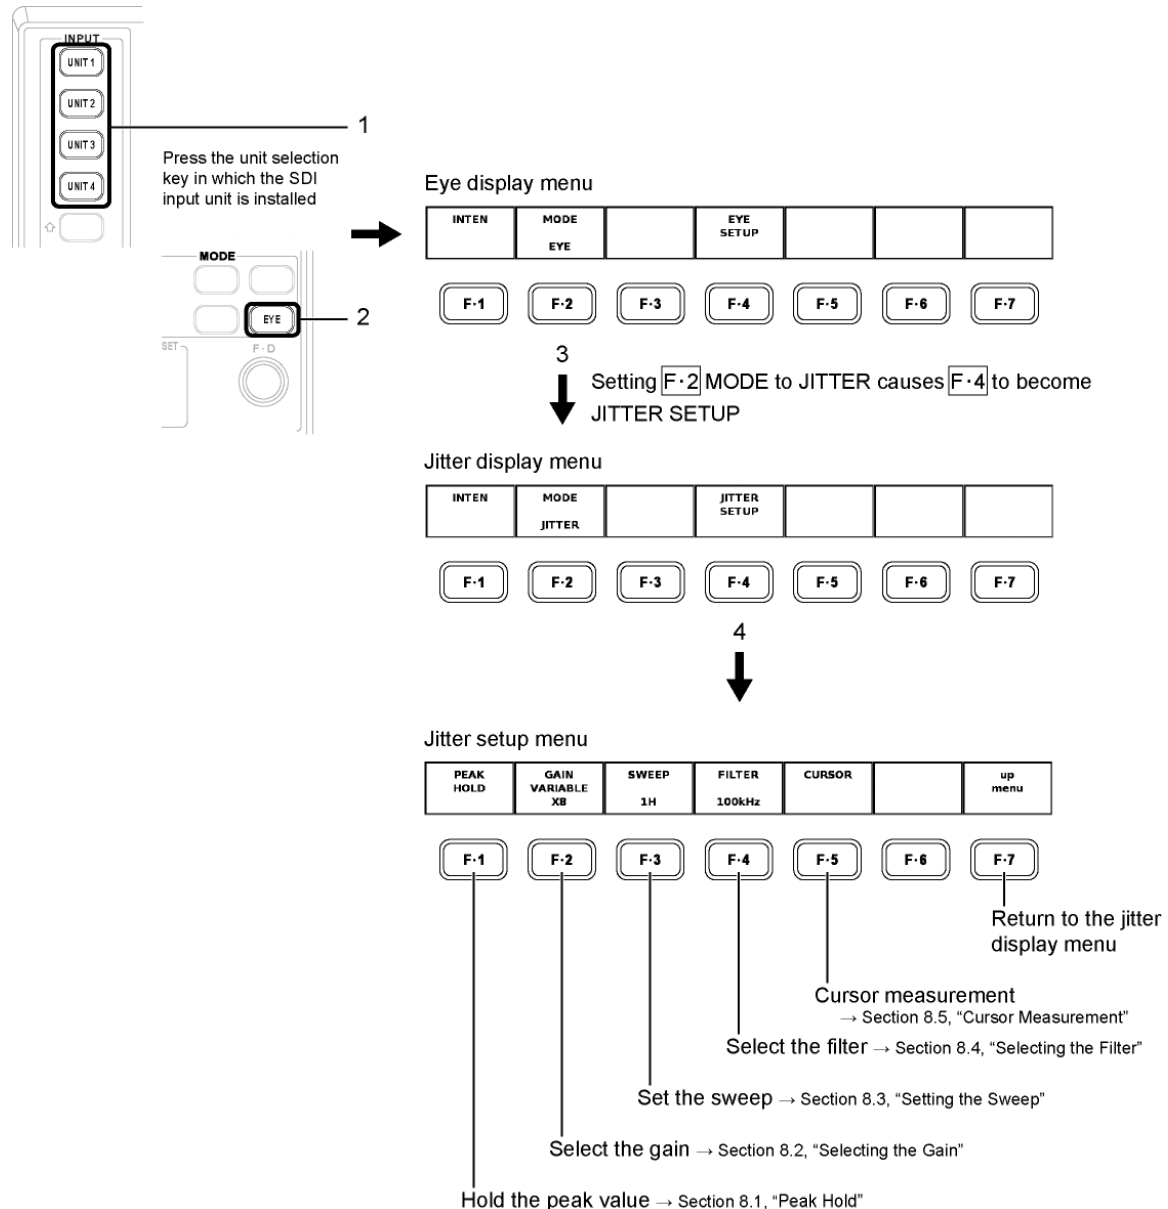 INPUT
UNIT 1
UNIT 2
UNIT 3
UNIT 4
1
Press the unit selection
key in which the SDI
input unit is installed
MODE
EYE
2
SET
F·D
Eye display menu
INTEN MODE EYE
SETUP
EYE
F·1 F·2 F·3 F·4 F·5 F·6 F·7
3
Setting F·2 MODE to JITTER causes F·4 to become
JITTER SETUP
Jitter display menu
INTEN MODE JITTER
SETUP
JITTER
F·1 F·2 F·3 F·4 F·5 F·6 F·7
4
Jitter setup menu
PEAK GAIN SWEEP FILTER CURSOR up
HOLD VARIABLE menu
X8 1H 100kHz
F·1 F·2 F·3 F·4 F·5 F·6 F·7
Return to the jitter
display menu
Cursor measurement
→ Section 8.5, “Cursor Measurement”
Select the filter → Section 8.4, “Selecting the Filter”
Set the sweep → Section 8.3, “Setting the Sweep”
Select the gain → Section 8.2, “Selecting the Gain”
Hold the peak value → Section 8.1, “Peak Hold”